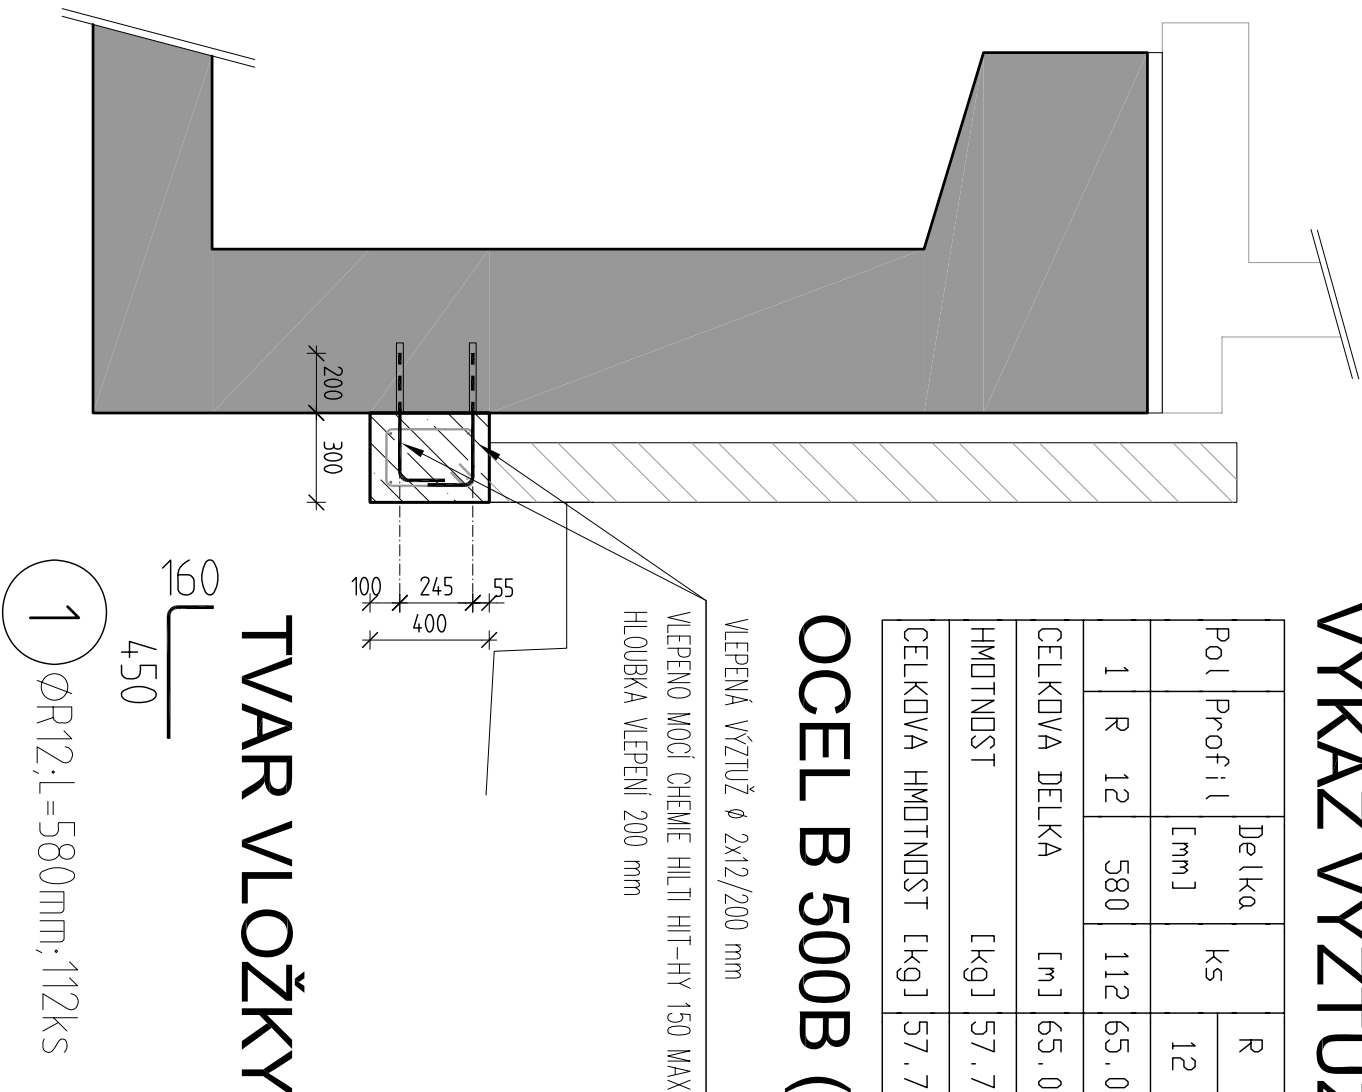 VÝKAZ VÝZTUŽ
Pol Profil Delka ks R
[mm] 12
1 R 12 580 112 65.0
CELKOVA DELKA [m] 65.0
HMOTNOST [kg] 57.7
CELKOVA HMOTNOST [kg] 57.7
OCEL B 500B (
VLEPENÁ VÝZTUŽ ø 2x12/200 mm
VLEPENO MOCÍ CHEMIE HILTI HIT-HY 150 MAX
HLOUBKA VLEPENÍ 200 mm
200
300
100 245 55
400
TVAR VLOŽKY
160
450
1 ØR12;L=580mm;112ks